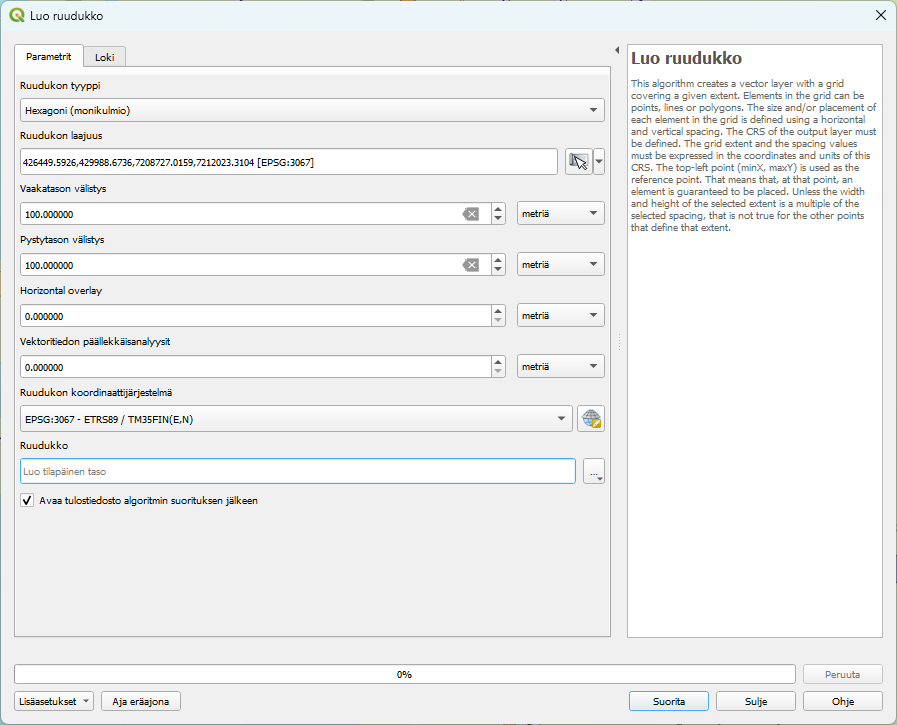 Luo ruudukko
Parametrit
Loki
Ruudukon tyyppi
Hexagoni (monikulmio)
Ruudukon laajuus
426449.5926,429988.6736,7208727.0159,7212023.3104 [EPSG:3067]
Vaakatason välistys
100.000000
metriä
Pystytason välistys
100.000000
metriä
Horizontal overlay
0.000000
metriä
Vektoritiedon päällekkäisanalyysit
0.000000
metriä
Ruudukon koordinaattijärjestelmä
EPSG:3067 - ETRS89 / TM35FIN(E,N)
Ruudukko
Luo tilapäinen taso
...
Avaa tulostiedosto algoritmin suorituksen jälkeen
Luo ruudukko
This algorithm creates a vector layer with a grid
covering a given extent. Elements in the grid can be
points, lines or polygons. The size and/or placement of
each element in the grid is defined using a horizontal
and vertical spacing. The CRS of the output layer must
be defined. The grid extent and the spacing values
must be expressed in the coordinates and units of this
CRS. The top-left point (minX, maxY) is used as the
reference point. That means that, at that point, an
element is guaranteed to be placed. Unless the width
and height of the selected extent is a multiple of the
selected spacing, that is not true for the other points
that define that extent.
0%
Peruuta
Lisäasetukset
Aja eräajona
Suorita
Sulje
Ohje